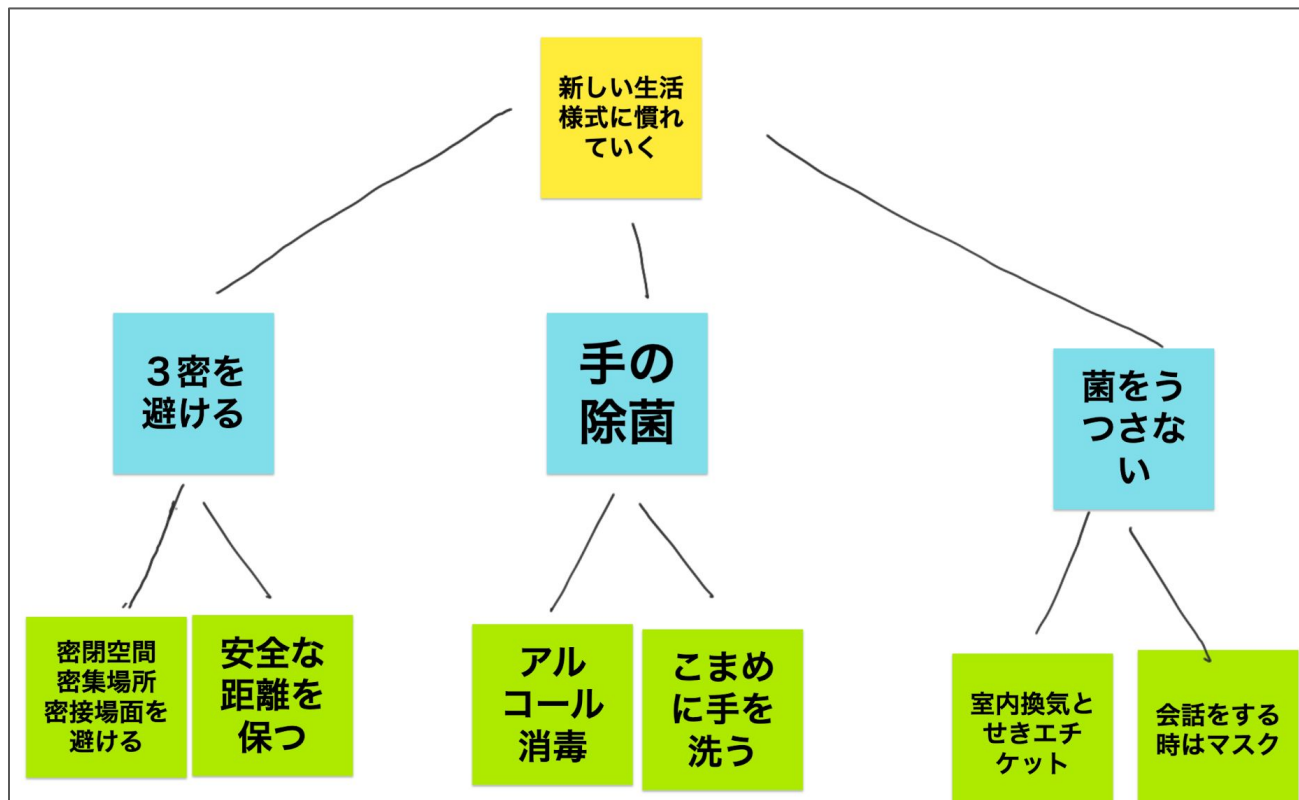 新しい生活
様式に慣れ
ていく
３密を
避ける
手の
除菌
菌をう
つさな
い
密閉空間
密集場所
密接場面を
避ける
安全な
距離を
保つ
アル
コール
消毒
こまめ
に手を
洗う
室内換気と
せきエチ
ケット
会話をする
時はマスク